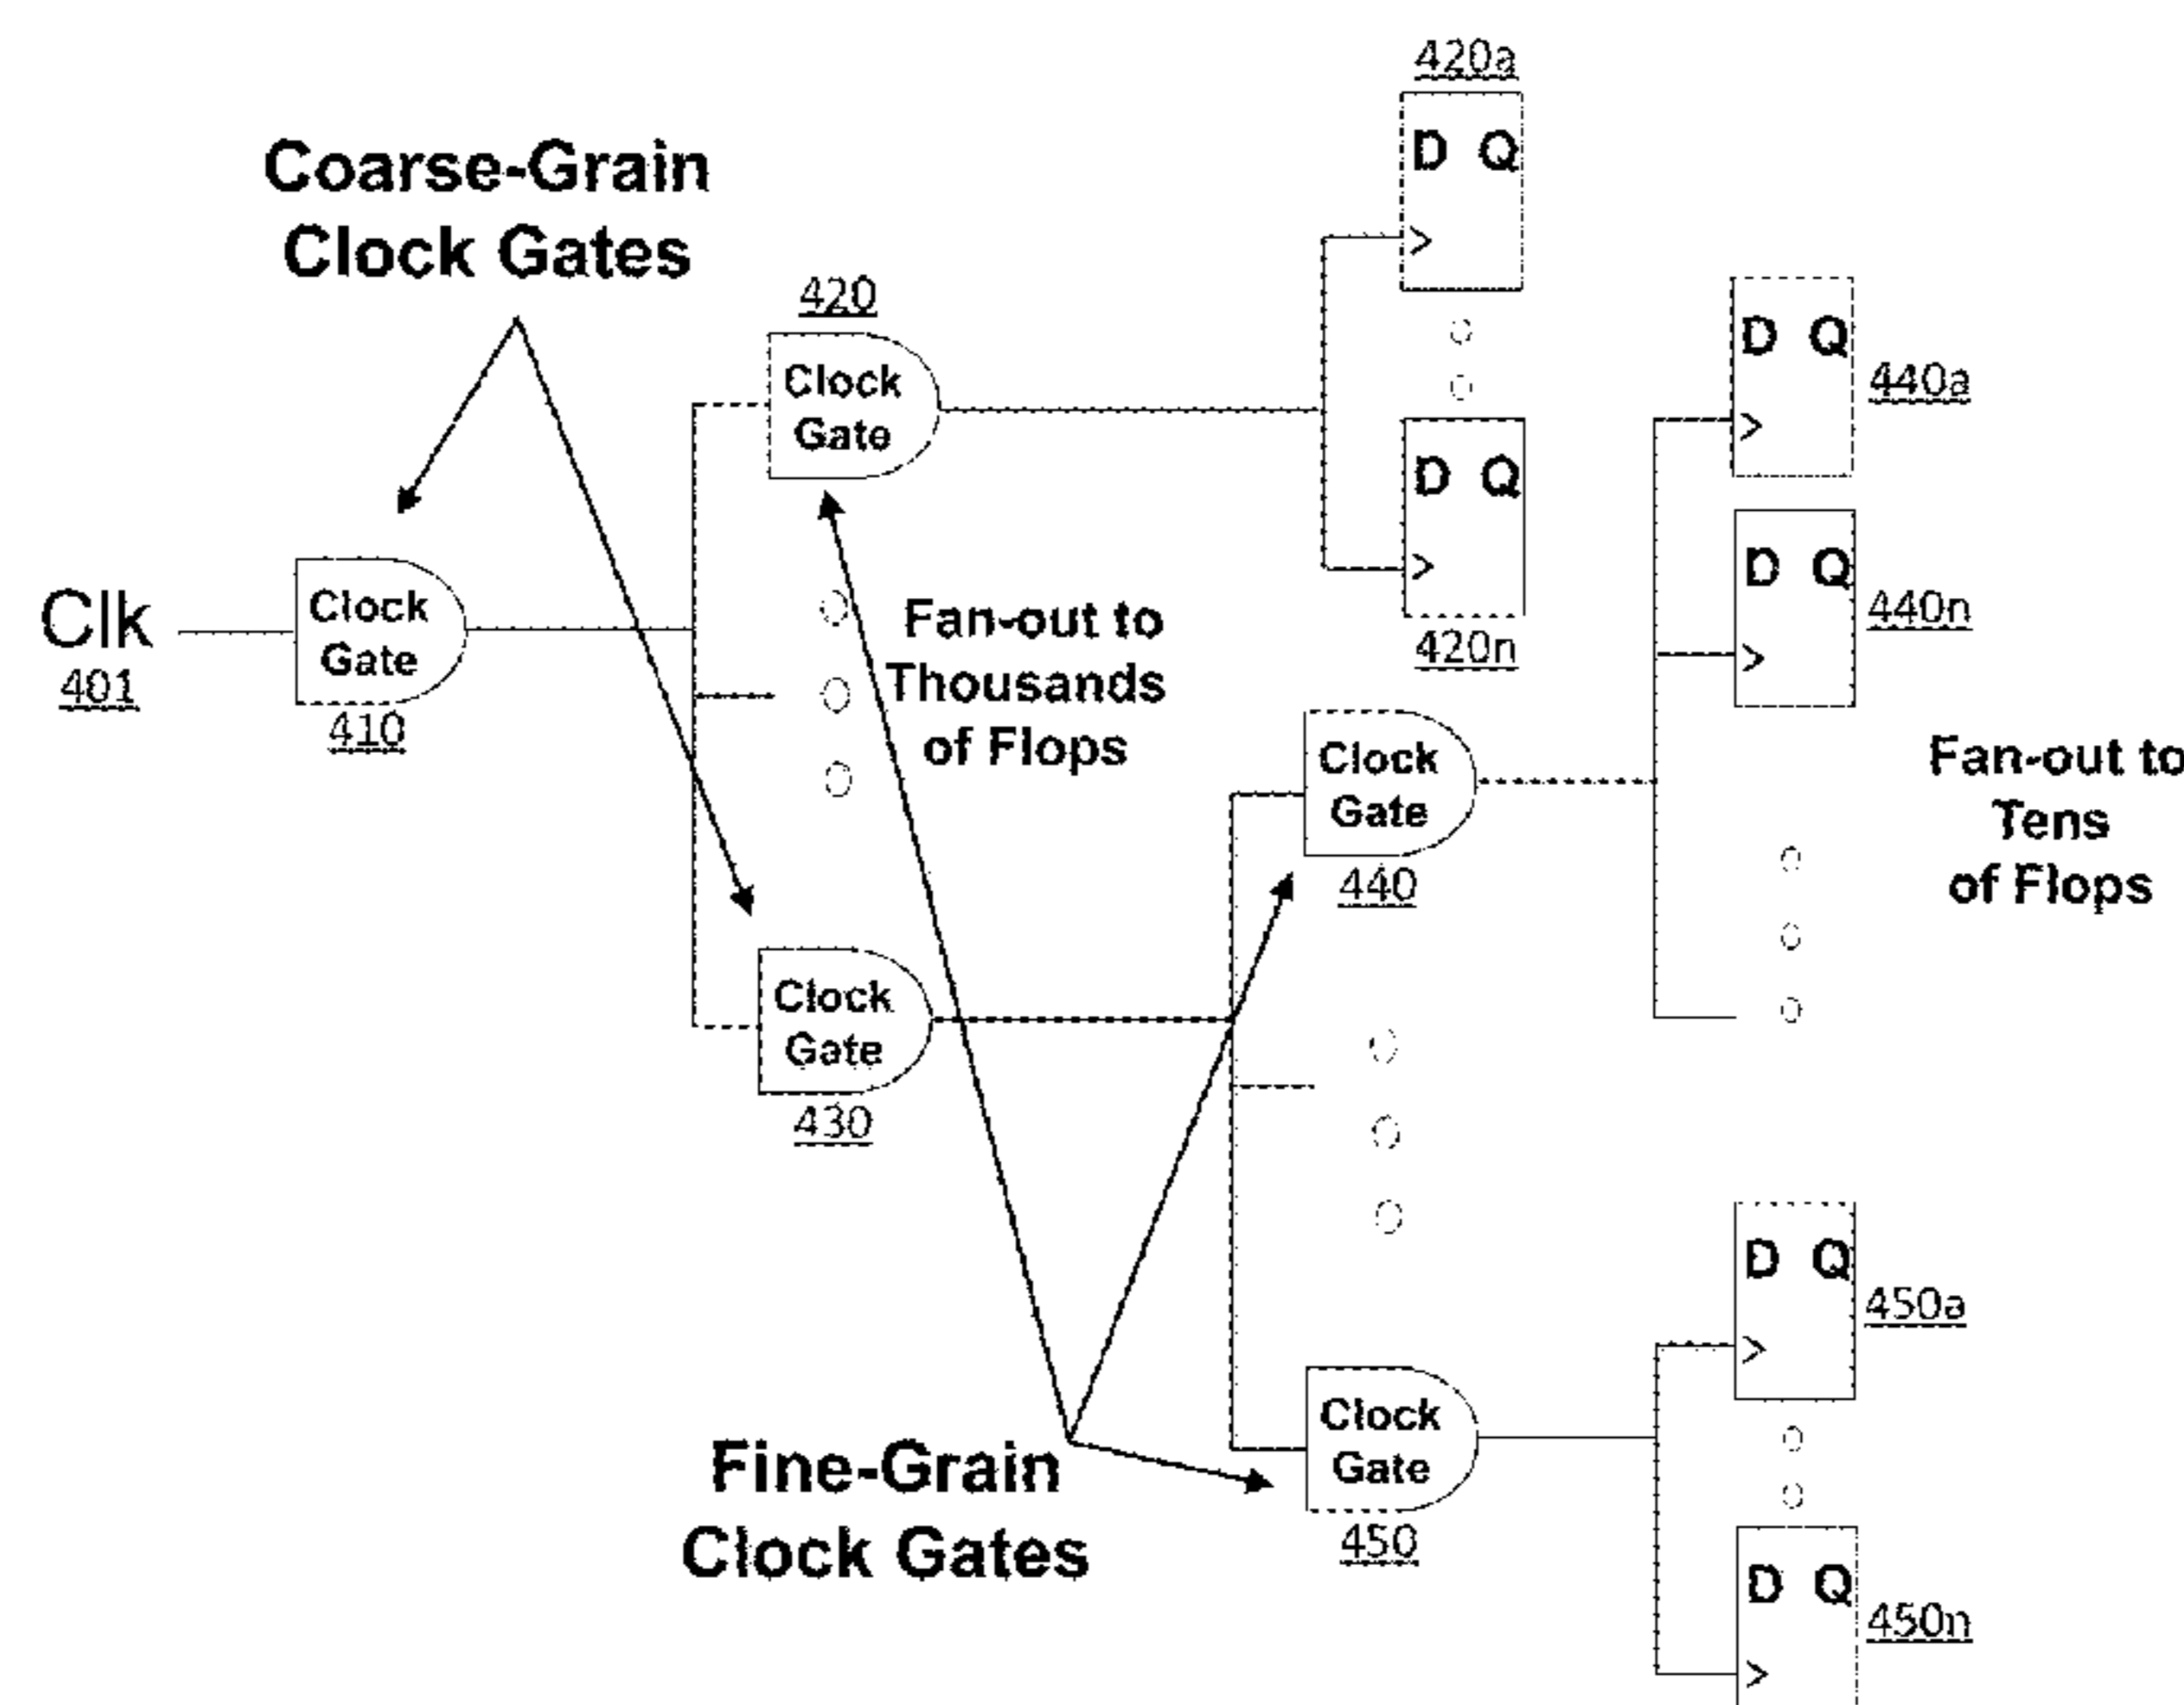 420a
Coarse-Grain
Clock Gates
D Q
>
420
Clock
Gate
D Q
440a
>
D Q
>
420n
D Q
440n
>
Clk
401
Clock
Gate
410
Fan-out to
Thousands
of Flops
Clock
Gate
440
Fan-out to
Tens
of Flops
Clock
Gate
430
D Q
450a
>
Fine-Grain
Clock Gates
Clock
Gate
450
D Q
450n
>